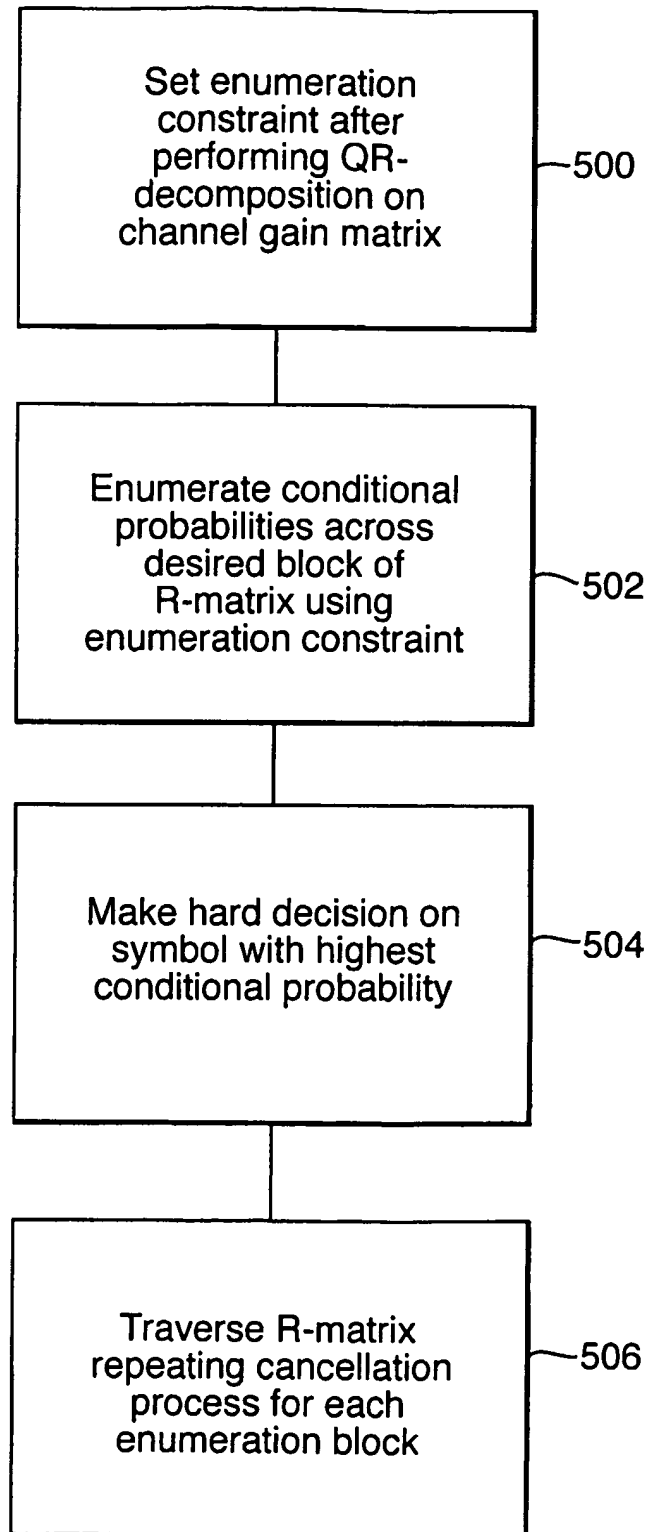 Set enumeration
constraint after
performing QR-
decomposition on
channel gain matrix
500
Enumerate conditional
probabilities across
desired block of
R-matrix using
enumeration constraint
502
Make hard decision on
symbol with highest
conditional probability
504
Traverse R-matrix
repeating cancellation
process for each
enumeration block
506